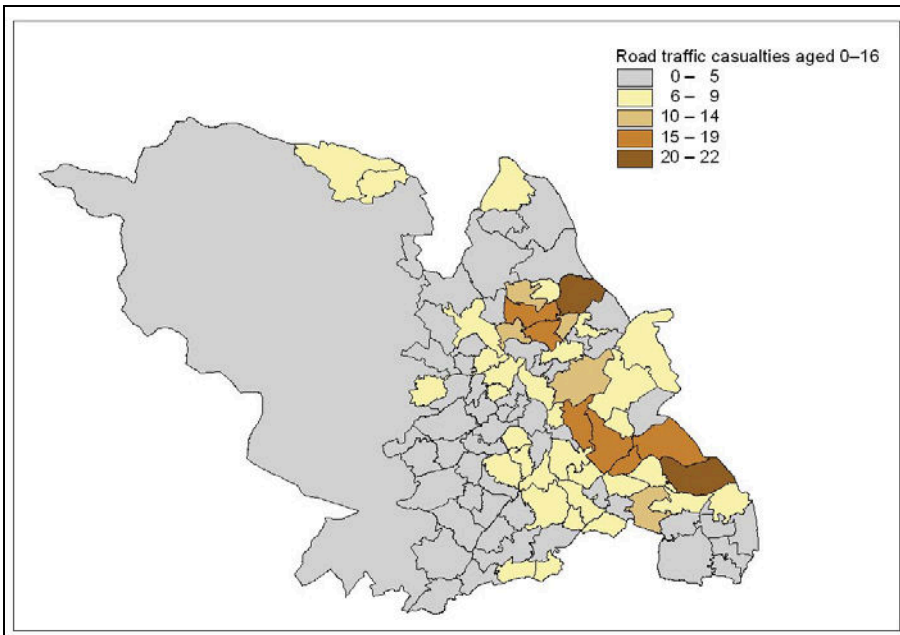 Road traffic casualties aged 0–16
0 – 5
6 – 9
10 – 14
15 – 19
20 – 22